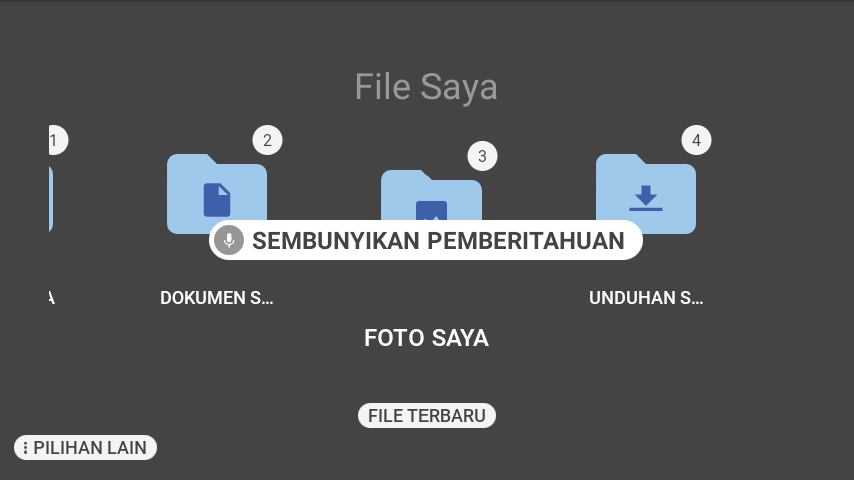 File Saya
1
2
3
4
SEMBUNYIKAN PEMBERITAHUAN
A
DOKUMEN S...
UNDUHAN S...
FOTO SAYA
FILE TERBARU
PILIHAN LAIN